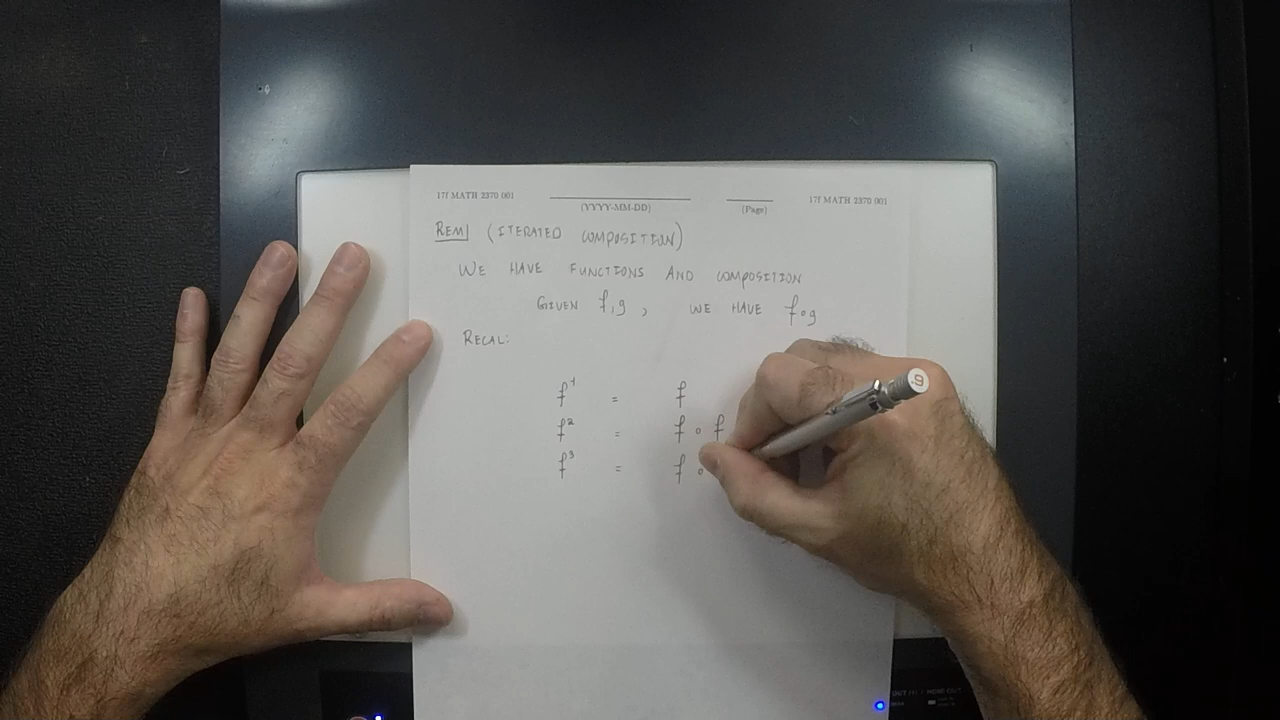 17f MATH 2370 001 (YYYY-MM-DD) (Page) 17f MATH 2370 001
REM (ITERATED COMPOSITION)
WE HAVE FUNCTIONS AND COMPOSITION
GIVEN f,g, WE HAVE f∘g
RECAL:
f¹ = f
f² = f ∘ f
f³ = f ∘